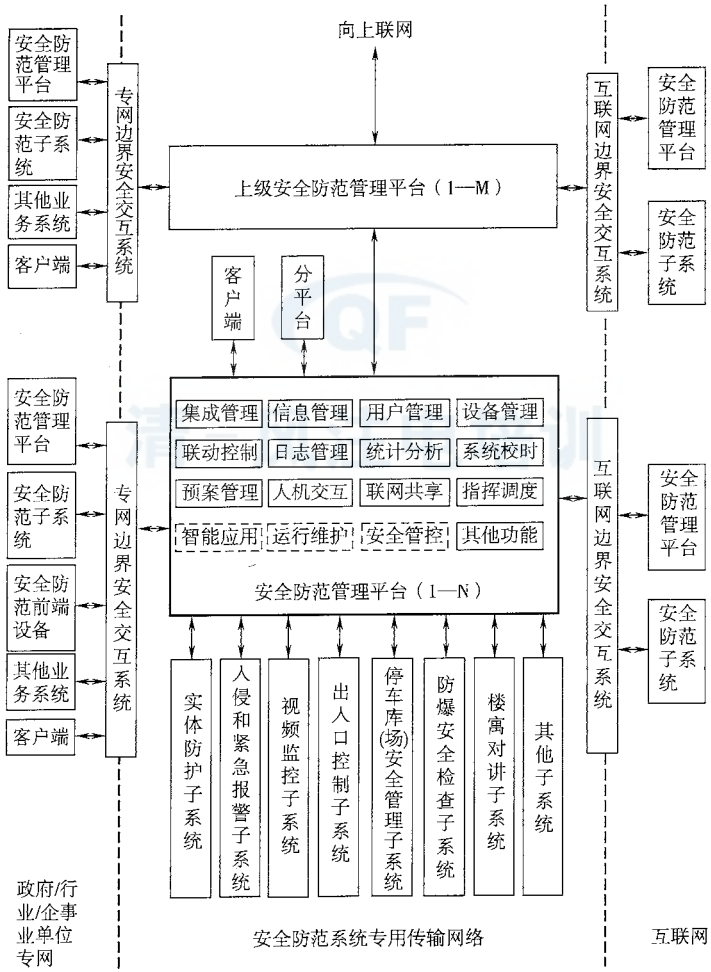 向上联网
安全防
范管理
平台
安全防
范子系
统
其他业
务系统
客户端
专网边界安全交互系统
上级安全防范管理平台（1—M）
互联网边界安全交互系统
安全
防范
管理
平台
安全
防范
子系
统
客户端
分平台
QF
安全防
范管理
平台
安全防
范子系
统
安全防
范前端
设备
其他业
务系统
客户端
专网边界安全交互系统
集成管理 信息管理 用户管理 设备管理
联动控制 日志管理 统计分析 系统校时
预案管理 人机交互 联网共享 指挥调度
智能应用 运行维护 安全管控 其他功能
安全防范管理平台（1—N）
互联网边界安全交互系统
安全
防范
管理
平台
安全
防范
子系
统
实体防护子系统
入侵和紧急报警子系统
视频监控子系统
出入口控制子系统
停车库(场)安全管理子系统
防爆安全检查子系统
楼寓对讲子系统
其他子系统
政府/行
业/企事
业单位
专网
安全防范系统专用传输网络
互联网